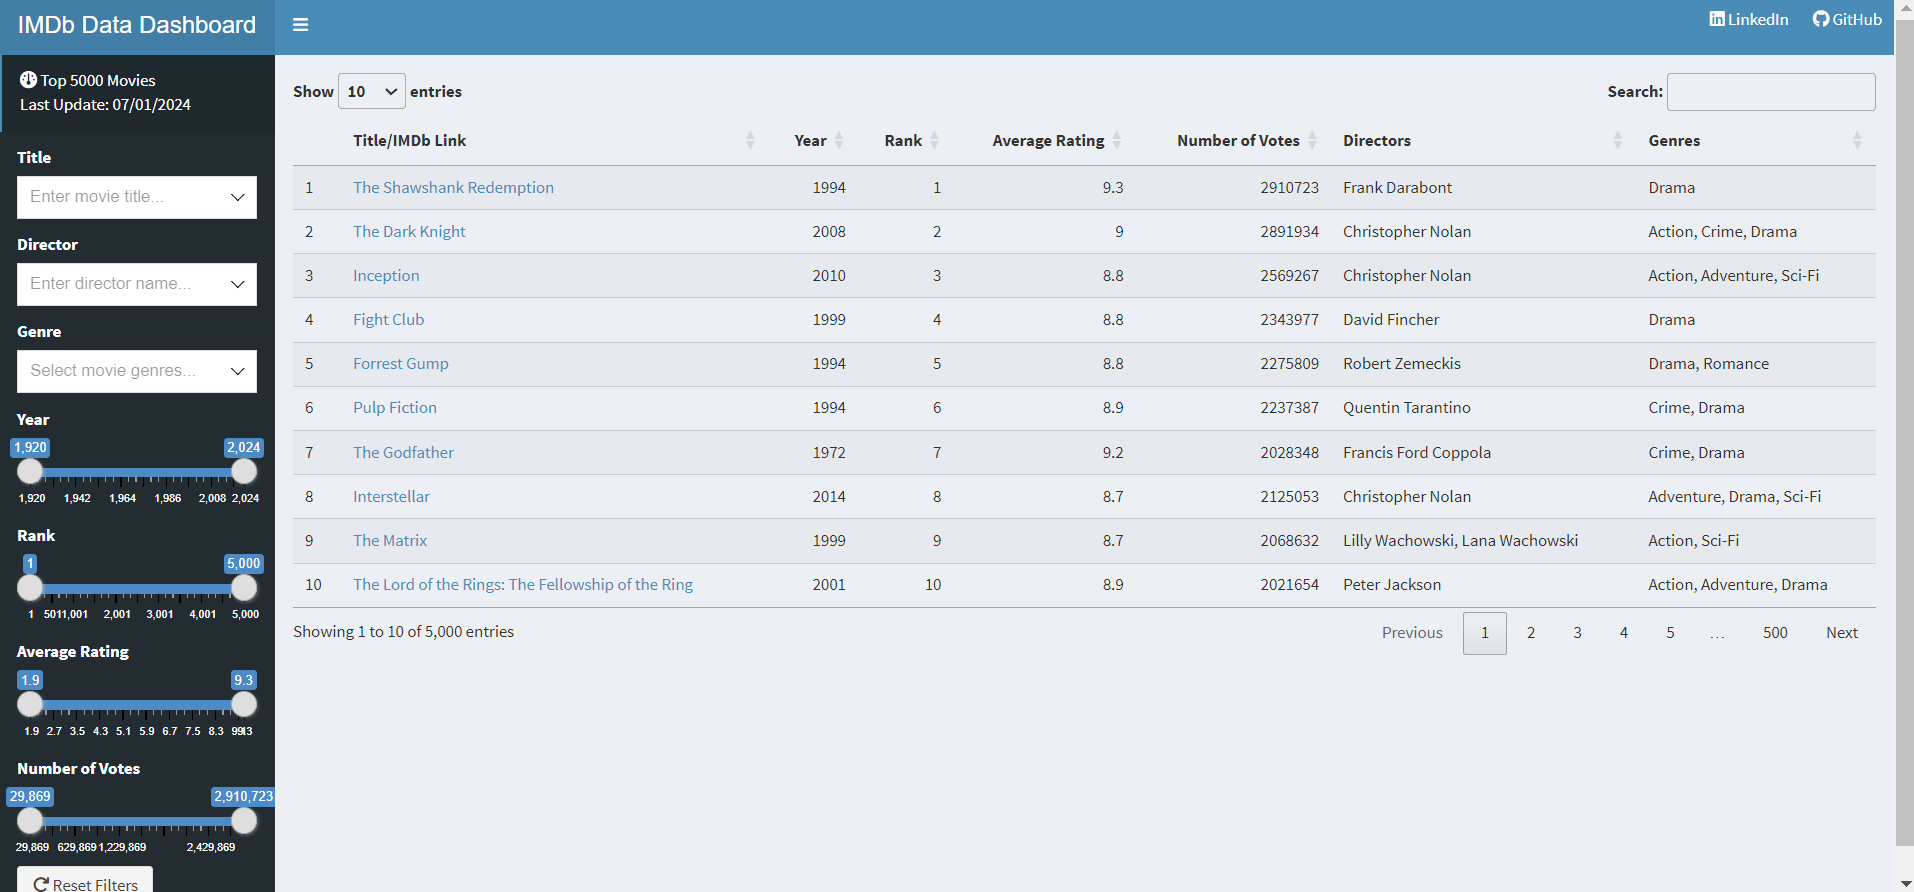 IMDb Data Dashboard
LinkedIn GitHub
Top 5000 Movies
Last Update: 07/01/2024
Title
Enter movie title...
Director
Enter director name...
Genre
Select movie genres...
Year
1,920 2,024
1,920 1,942 1,964 1,986 2,008 2,024
Rank
1 5,000
1 501 1,001 2,001 3,001 4,001 5,000
Average Rating
1.9 9.3
1.9 2.7 3.5 4.3 5.1 5.9 6.7 7.5 8.3 9.3
Number of Votes
29,869 2,910,723
29,869 629,869 1,229,869 2,429,869
Reset Filters
Show 10 entries
Search:
Title/IMDb Link Year Rank Average Rating Number of Votes Directors Genres
1 The Shawshank Redemption 1994 1 9.3 2910723 Frank Darabont Drama
2 The Dark Knight 2008 2 9 2891934 Christopher Nolan Action, Crime, Drama
3 Inception 2010 3 8.8 2569267 Christopher Nolan Action, Adventure, Sci-Fi
4 Fight Club 1999 4 8.8 2343977 David Fincher Drama
5 Forrest Gump 1994 5 8.8 2275809 Robert Zemeckis Drama, Romance
6 Pulp Fiction 1994 6 8.9 2237387 Quentin Tarantino Crime, Drama
7 The Godfather 1972 7 9.2 2028348 Francis Ford Coppola Crime, Drama
8 Interstellar 2014 8 8.7 2125053 Christopher Nolan Adventure, Drama, Sci-Fi
9 The Matrix 1999 9 8.7 2068632 Lilly Wachowski, Lana Wachowski Action, Sci-Fi
10 The Lord of the Rings: The Fellowship of the Ring 2001 10 8.9 2021654 Peter Jackson Action, Adventure, Drama
Showing 1 to 10 of 5,000 entries
Previous 1 2 3 4 5 … 500 Next